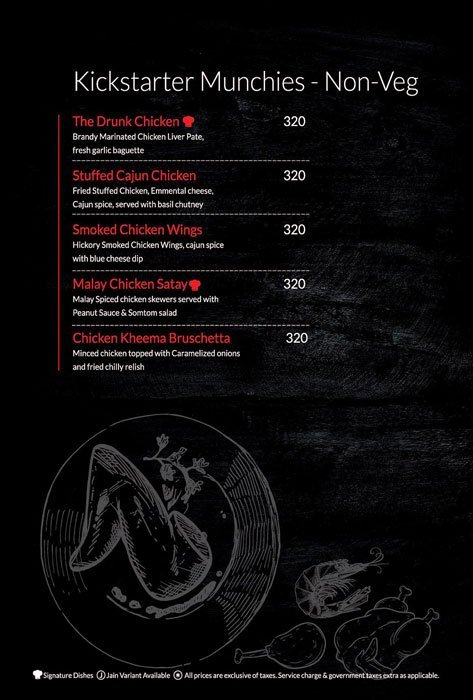 Kickstarter Munchies - Non-Veg
The Drunk Chicken 320
Brandy Marinated Chicken Liver Pate,
fresh garlic baguette
Stuffed Cajun Chicken 320
Fried Stuffed Chicken, Emmental cheese,
Cajun spice, served with basil chutney
Smoked Chicken Wings 320
Hickory Smoked Chicken Wings, cajun spice
with blue cheese dip
Malay Chicken Satay 320
Malay Spiced chicken skewers served with
Peanut Sauce & Somtom salad
Chicken Kheema Bruschetta 320
Minced chicken topped with Caramelized onions
and fried chilly relish
Signature Dishes J Jain Variant Available All prices are exclusive of taxes. Service charge & government taxes extra as applicable.